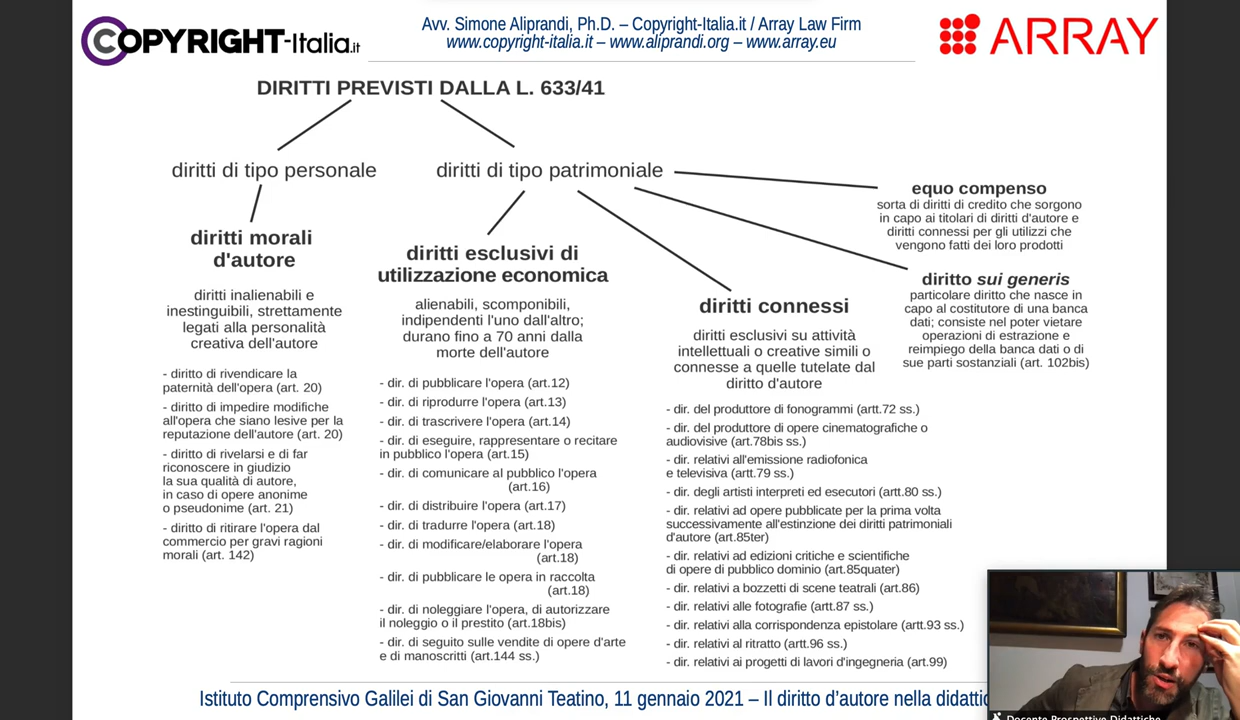 COPYRIGHT-Italia.it
Avv. Simone Aliprandi, Ph.D. – Copyright-Italia.it / Array Law Firm
www.copyright-italia.it – www.aliprandi.org – www.array.eu
ARRAY
DIRITTI PREVISTI DALLA L. 633/41
diritti di tipo personale
diritti di tipo patrimoniale
diritti morali
d'autore
diritti inalienabili e
inestinguibili, strettamente
legati alla personalità
creativa dell'autore
- diritto di rivendicare la
paternità dell'opera (art. 20)
- diritto di impedire modifiche
all'opera che siano lesive per la
reputazione dell'autore (art. 20)
- diritto di rivelarsi e di far
riconoscere in giudizio
la sua qualità di autore,
in caso di opere anonime
o pseudonime (art. 21)
- diritto di ritirare l'opera dal
commercio per gravi ragioni
morali (art. 142)
diritti esclusivi di
utilizzazione economica
alienabili, scomponibili,
indipendenti l'uno dall'altro;
durano fino a 70 anni dalla
morte dell'autore
- dir. di pubblicare l'opera (art.12)
- dir. di riprodurre l'opera (art.13)
- dir. di trascrivere l'opera (art.14)
- dir. di eseguire, rappresentare o recitare
in pubblico l'opera (art.15)
- dir. di comunicare al pubblico l'opera
(art.16)
- dir. di distribuire l'opera (art.17)
- dir. di tradurre l'opera (art.18)
- dir. di modificare/elaborare l'opera
(art.18)
- dir. di pubblicare le opera in raccolta
(art.18)
- dir. di noleggiare l'opera, di autorizzare
il noleggio o il prestito (art.18bis)
- dir. di seguito sulle vendite di opere d'arte
e di manoscritti (art.144 ss.)
diritti connessi
diritti esclusivi su attività
intellettuali o creative simili o
connesse a quelle tutelate dal
diritto d'autore
- dir. del produttore di fonogrammi (artt.72 ss.)
- dir. del produttore di opere cinematografiche o
audiovisive (art.78bis ss.)
- dir. relativi all'emissione radiofonica
e televisiva (artt.79 ss.)
- dir. degli artisti interpreti ed esecutori (artt.80 ss.)
- dir. relativi ad opere pubblicate per la prima volta
successivamente all'estinzione dei diritti patrimoniali
d'autore (art.85ter)
- dir. relativi ad edizioni critiche e scientifiche
di opere di pubblico dominio (art.85quater)
- dir. relativi a bozzetti di scene teatrali (art.86)
- dir. relativi alle fotografie (artt.87 ss.)
- dir. relativi alla corrispondenza epistolare (artt.93 ss.)
- dir. relativi al ritratto (artt.96 ss.)
- dir. relativi ai progetti di lavori d'ingegneria (art.99)
equo compenso
sorta di diritti di credito che sorgono
in capo ai titolari di diritti d'autore e
diritti connessi per gli utilizzi che
vengono fatti dei loro prodotti
diritto sui generis
particolare diritto che nasce in
capo al costitutore di una banca
dati; consiste nel poter vietare
operazioni di estrazione e
reimpiego della banca dati o di
sue parti sostanziali (art. 102bis)
Istituto Comprensivo Galilei di San Giovanni Teatino, 11 gennaio 2021 – Il diritto d'autore nella didattic
Docente Prospettive Didattiche